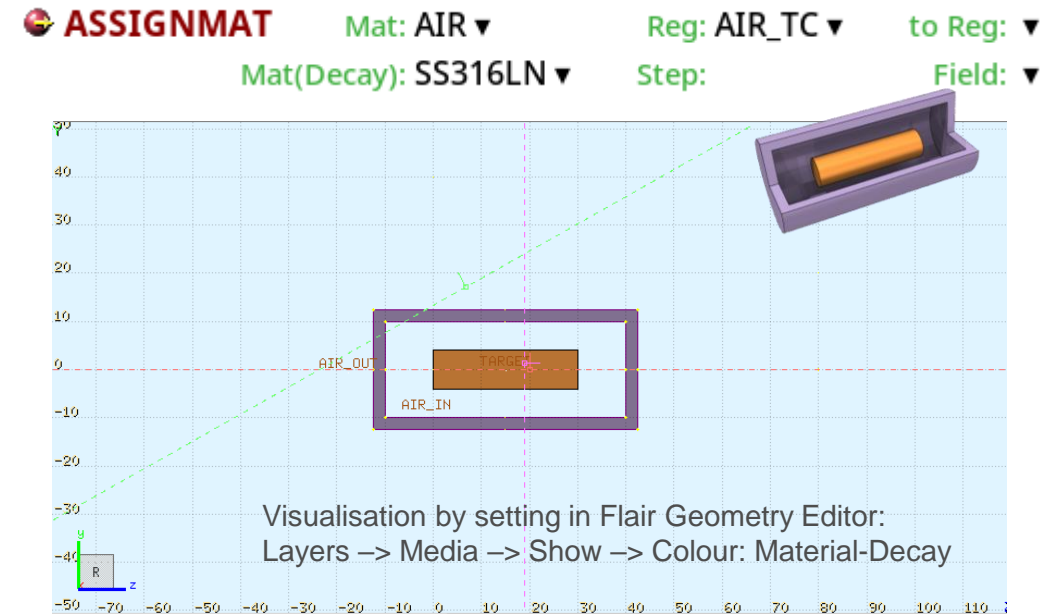 ASSIGNMAT Mat: AIR ▼ Reg: AIR_TC ▼ to Reg: ▼
Mat(Decay): SS316LN ▼ Step: Field: ▼
40
30
20
10
0
-10
-20
-30
-50
AIR_OUT
TARGET
AIR_IN
Visualisation by setting in Flair Geometry Editor:
Layers –> Media –> Show –> Colour: Material-Decay
y
R
z
-70 -60 -50 -40 -30 -20 -10 0 10 20 30 40 50 60 70 80 90 100 110